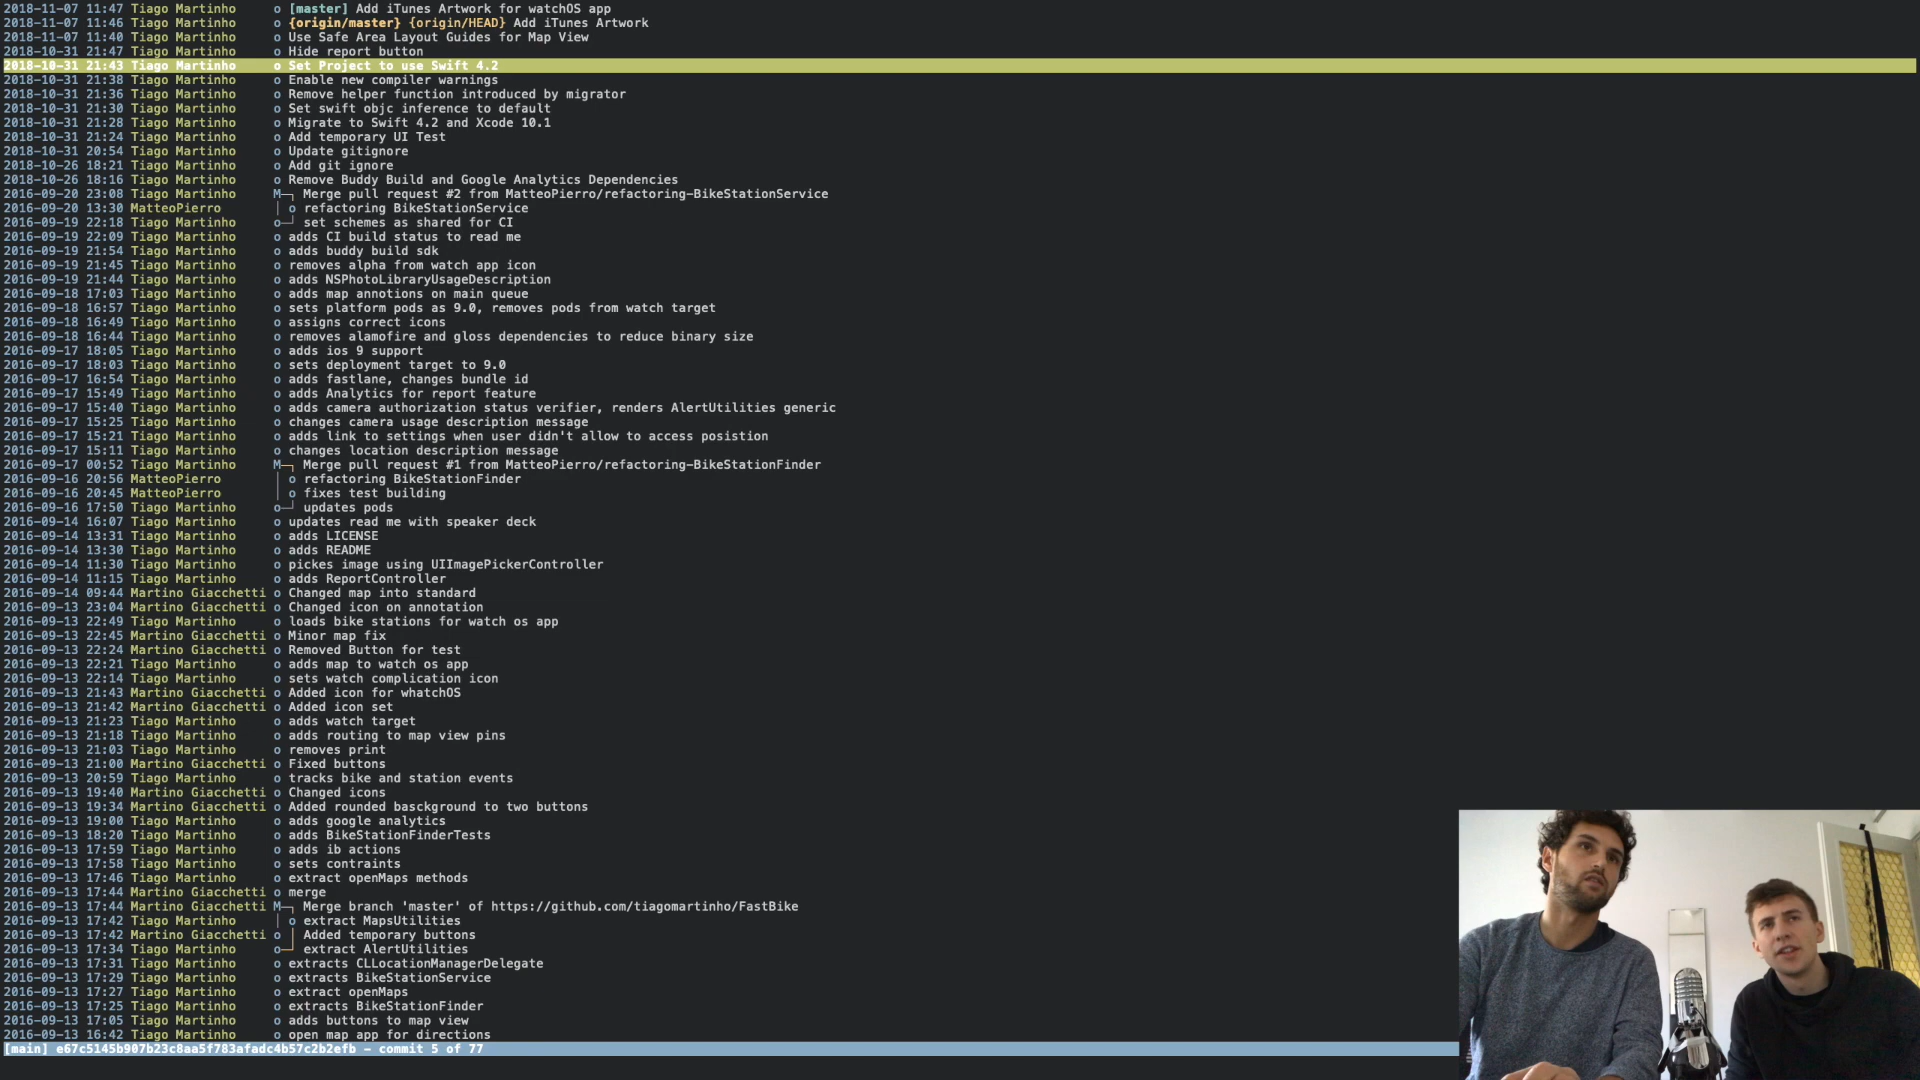 2018-11-07 11:47 Tiago Martinho o [master] Add iTunes Artwork for watchOS app
2018-11-07 11:46 Tiago Martinho o {origin/master} {origin/HEAD} Add iTunes Artwork
2018-11-07 11:40 Tiago Martinho o Use Safe Area Layout Guides for Map View
2018-10-31 21:47 Tiago Martinho o Hide report button
2018-10-31 21:43 Tiago Martinho o Set Project to use Swift 4.2
2018-10-31 21:38 Tiago Martinho o Enable new compiler warnings
2018-10-31 21:36 Tiago Martinho o Remove helper function introduced by migrator
2018-10-31 21:30 Tiago Martinho o Set swift objc inference to default
2018-10-31 21:28 Tiago Martinho o Migrate to Swift 4.2 and Xcode 10.1
2018-10-31 21:24 Tiago Martinho o Add temporary UI Test
2018-10-31 20:54 Tiago Martinho o Update gitignore
2018-10-26 18:21 Tiago Martinho o Add git ignore
2018-10-26 18:16 Tiago Martinho o Remove Buddy Build and Google Analytics Dependencies
2016-09-20 23:08 Tiago Martinho M─┐ Merge pull request #2 from MatteoPierro/refactoring-BikeStationService
2016-09-20 13:30 MatteoPierro │ o refactoring BikeStationService
2016-09-19 22:18 Tiago Martinho o─┘ set schemes as shared for CI
2016-09-19 22:09 Tiago Martinho o adds CI build status to read me
2016-09-19 21:54 Tiago Martinho o adds buddy build sdk
2016-09-19 21:45 Tiago Martinho o removes alpha from watch app icon
2016-09-19 21:44 Tiago Martinho o adds NSPhotoLibraryUsageDescription
2016-09-18 17:03 Tiago Martinho o adds map annotions on main queue
2016-09-18 16:57 Tiago Martinho o sets platform pods as 9.0, removes pods from watch target
2016-09-18 16:49 Tiago Martinho o assigns correct icons
2016-09-18 16:44 Tiago Martinho o removes alamofire and gloss dependencies to reduce binary size
2016-09-17 18:05 Tiago Martinho o adds ios 9 support
2016-09-17 18:03 Tiago Martinho o sets deployment target to 9.0
2016-09-17 16:54 Tiago Martinho o adds fastlane, changes bundle id
2016-09-17 15:49 Tiago Martinho o adds Analytics for report feature
2016-09-17 15:40 Tiago Martinho o adds camera authorization status verifier, renders AlertUtilities generic
2016-09-17 15:25 Tiago Martinho o changes camera usage description message
2016-09-17 15:21 Tiago Martinho o adds link to settings when user didn't allow to access posistion
2016-09-17 15:11 Tiago Martinho o changes location description message
2016-09-17 00:52 Tiago Martinho M─┐ Merge pull request #1 from MatteoPierro/refactoring-BikeStationFinder
2016-09-16 20:56 MatteoPierro │ o refactoring BikeStationFinder
2016-09-16 20:45 MatteoPierro │ o fixes test building
2016-09-16 17:50 Tiago Martinho o─┘ updates pods
2016-09-14 16:07 Tiago Martinho o updates read me with speaker deck
2016-09-14 13:31 Tiago Martinho o adds LICENSE
2016-09-14 13:30 Tiago Martinho o adds README
2016-09-14 11:30 Tiago Martinho o pickes image using UIImagePickerController
2016-09-14 11:15 Tiago Martinho o adds ReportController
2016-09-14 09:44 Martino Giacchetti o Changed map into standard
2016-09-13 23:04 Martino Giacchetti o Changed icon on annotation
2016-09-13 22:49 Tiago Martinho o loads bike stations for watch os app
2016-09-13 22:45 Martino Giacchetti o Minor map fix
2016-09-13 22:24 Martino Giacchetti o Removed Button for test
2016-09-13 22:21 Tiago Martinho o adds map to watch os app
2016-09-13 22:14 Tiago Martinho o sets watch complication icon
2016-09-13 21:43 Martino Giacchetti o Added icon for whatchOS
2016-09-13 21:42 Martino Giacchetti o Added icon set
2016-09-13 21:23 Tiago Martinho o adds watch target
2016-09-13 21:18 Tiago Martinho o adds routing to map view pins
2016-09-13 21:03 Tiago Martinho o removes print
2016-09-13 21:00 Martino Giacchetti o Fixed buttons
2016-09-13 20:59 Tiago Martinho o tracks bike and station events
2016-09-13 19:40 Martino Giacchetti o Changed icons
2016-09-13 19:34 Martino Giacchetti o Added rounded basckground to two buttons
2016-09-13 19:00 Tiago Martinho o adds google analytics
2016-09-13 18:20 Tiago Martinho o adds BikeStationFinderTests
2016-09-13 17:59 Tiago Martinho o adds ib actions
2016-09-13 17:58 Tiago Martinho o sets contraints
2016-09-13 17:46 Tiago Martinho o extract openMaps methods
2016-09-13 17:44 Martino Giacchetti o merge
2016-09-13 17:44 Martino Giacchetti M─┐ Merge branch 'master' of https://github.com/tiagomartinho/FastBike
2016-09-13 17:42 Tiago Martinho │ o extract MapsUtilities
2016-09-13 17:42 Martino Giacchetti o │ Added temporary buttons
2016-09-13 17:34 Tiago Martinho o─┘ extract AlertUtilities
2016-09-13 17:31 Tiago Martinho o extracts CLLocationManagerDelegate
2016-09-13 17:29 Tiago Martinho o extracts BikeStationService
2016-09-13 17:27 Tiago Martinho o extract openMaps
2016-09-13 17:25 Tiago Martinho o extracts BikeStationFinder
2016-09-13 17:05 Tiago Martinho o adds buttons to map view
2016-09-13 16:42 Tiago Martinho o open map app for directions
[main] e67c5145b907b23c8aa5f783afadc4b57c2b2efb – commit 5 of 77